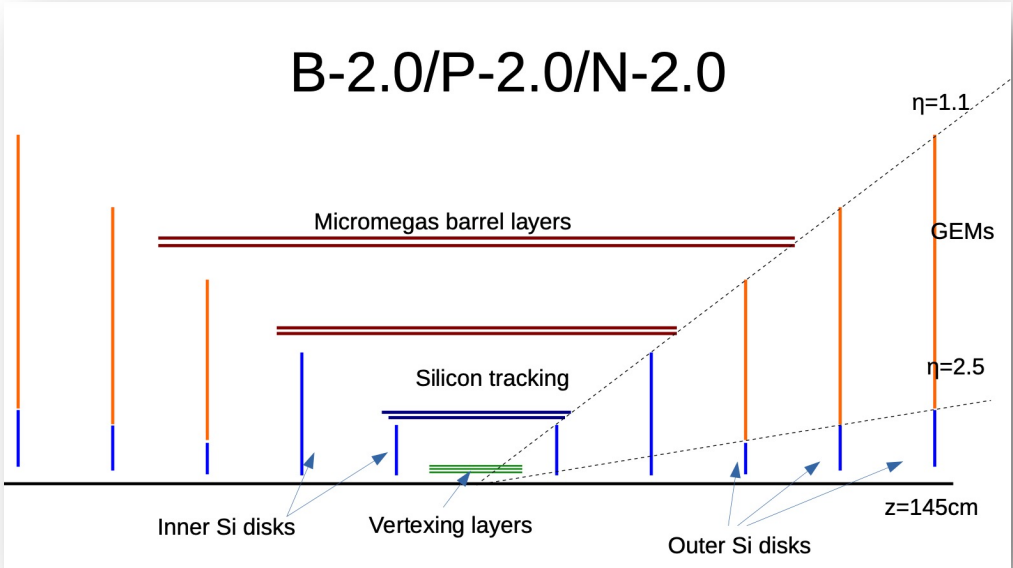 B-2.0/P-2.0/N-2.0
η=1.1
Micromegas barrel layers
GEMs
η=2.5
Silicon tracking
z=145cm
Inner Si disks
Vertexing layers
Outer Si disks